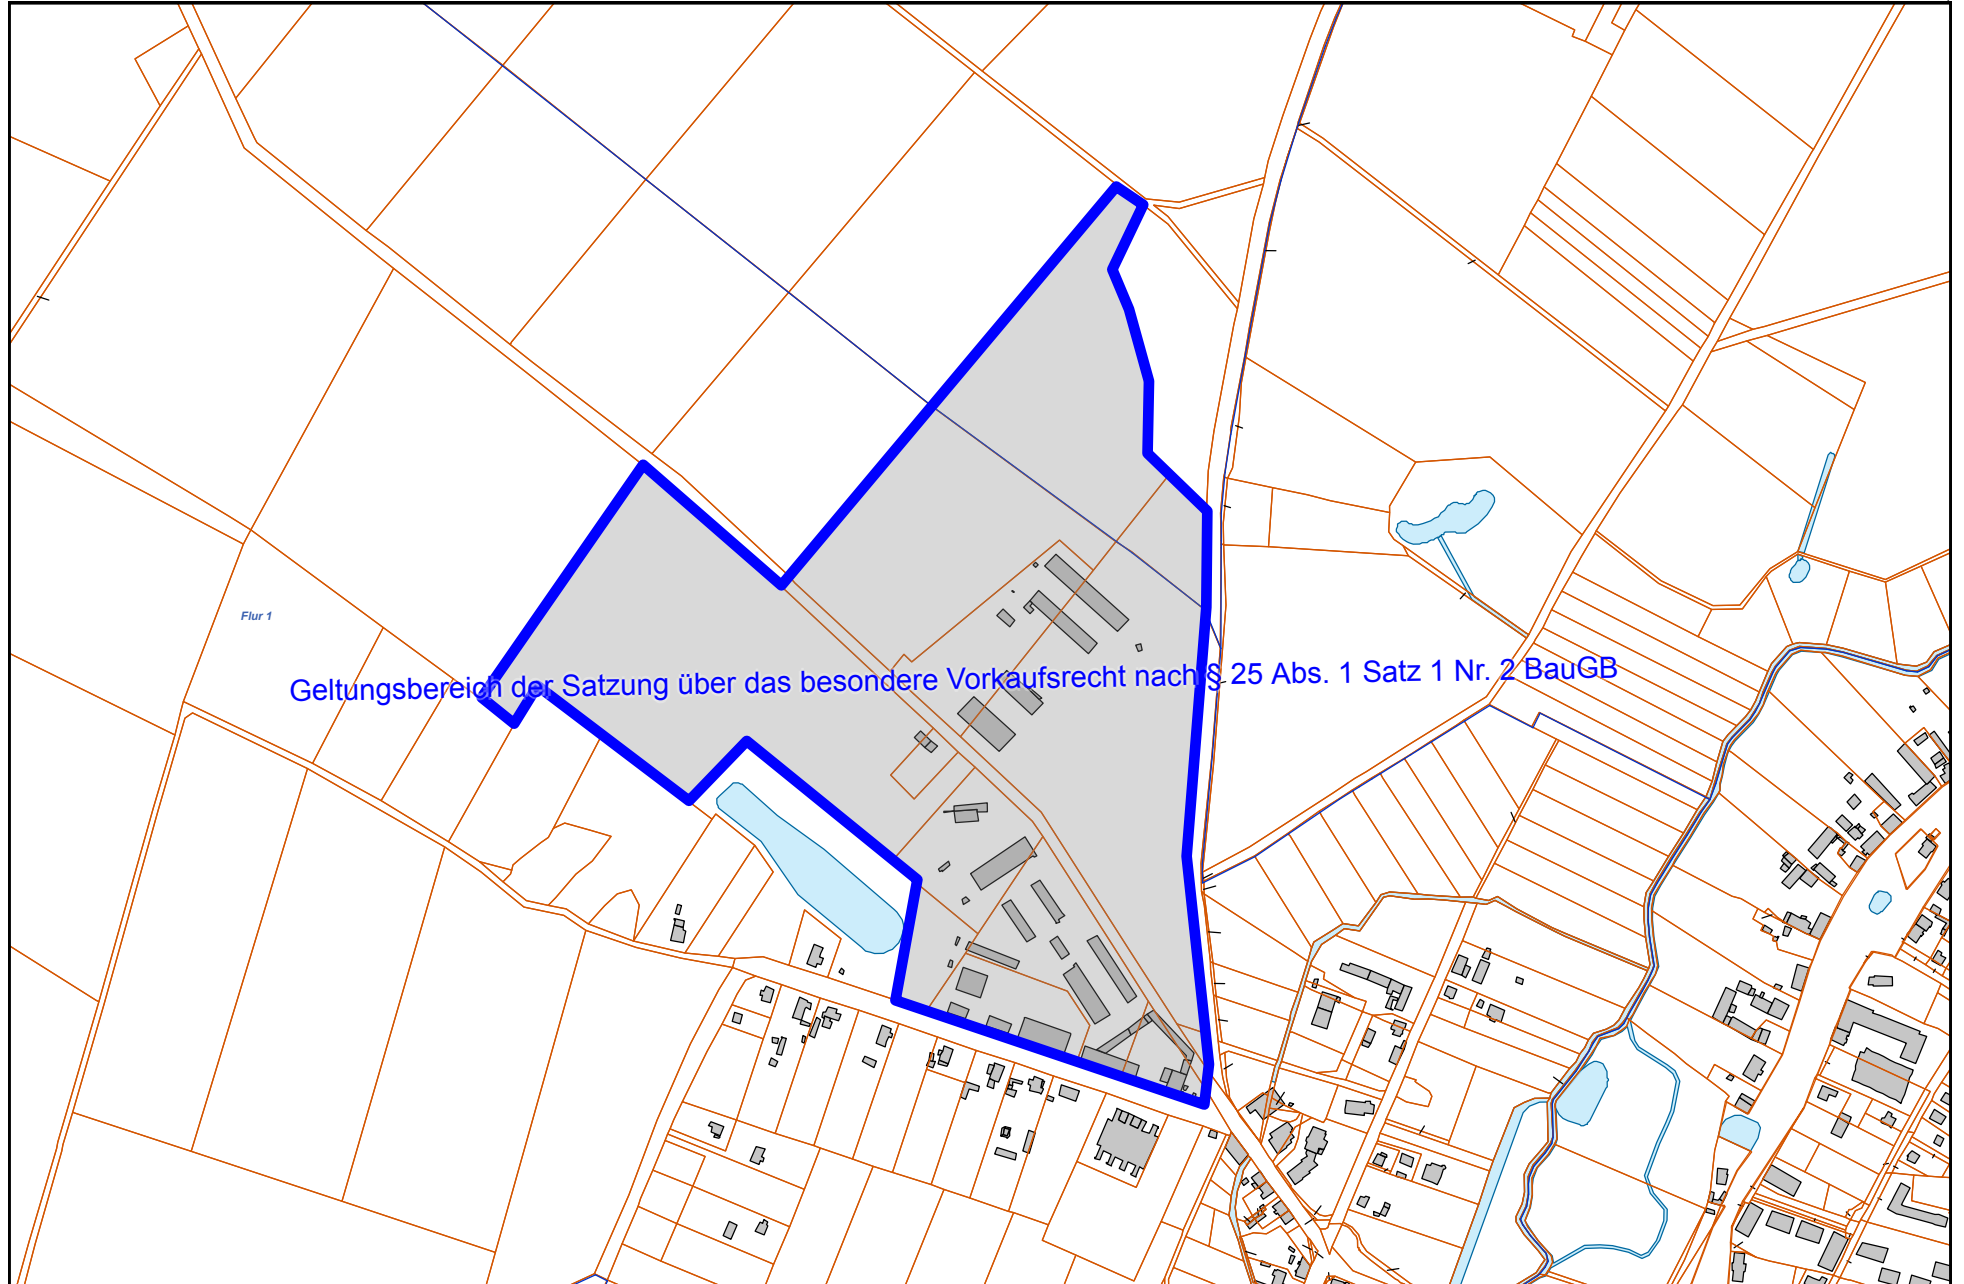 Flur 1
Geltungsbereich der Satzung über das besondere Vorkaufsrecht nach § 25 Abs. 1 Satz 1 Nr. 2 BauGB